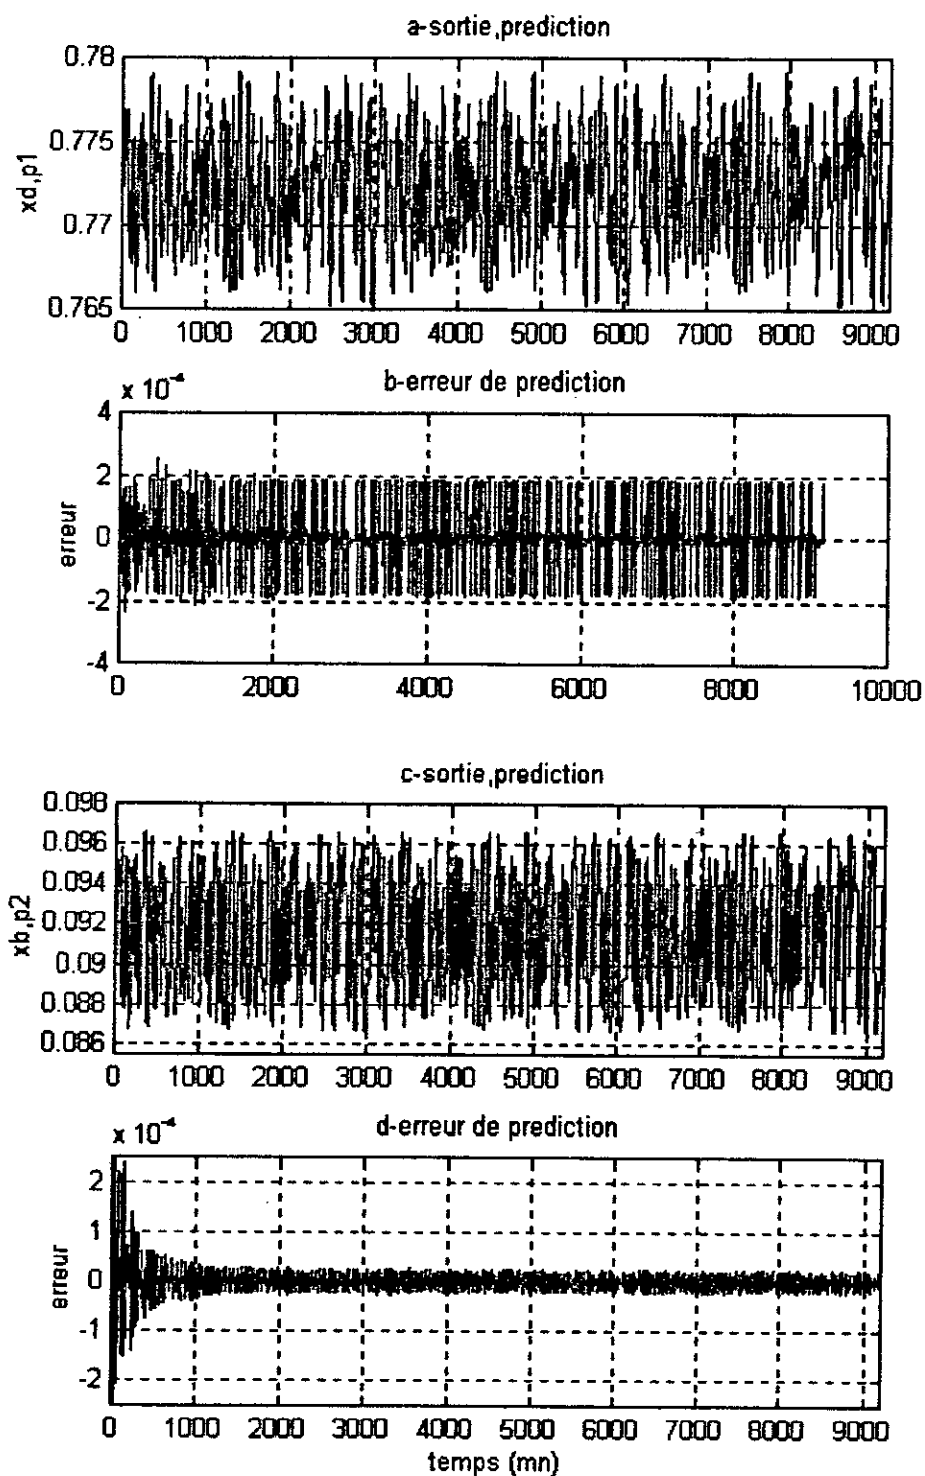 a-sortie,prediction
0.78
0.775
0.77
0.765
xd,p1
0 1000 2000 3000 4000 5000 6000 7000 8000 9000
b-erreur de prediction
x 10⁻⁴
4
2
0
-2
-4
erreur
0 2000 4000 6000 8000 10000
c-sortie,prediction
0.098
0.096
0.094
0.092
0.09
0.088
0.086
xb,p2
0 1000 2000 3000 4000 5000 6000 7000 8000 9000
d-erreur de prediction
x 10⁻⁴
2
1
0
-1
-2
erreur
0 1000 2000 3000 4000 5000 6000 7000 8000 9000
temps (mn)